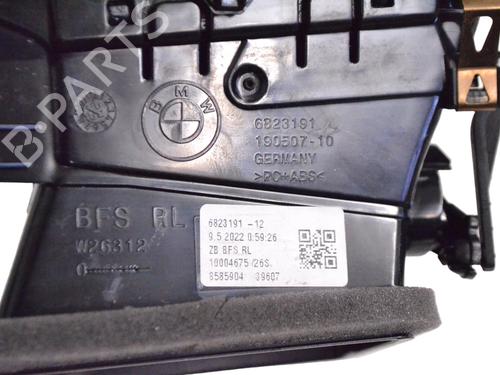 B-PARTS
BMW
6823191
190507-10
GERMANY
>PC+ABS<
BFS RL
W26312
6823191 -12
9.5.2022 0:59:26
ZB BFS RL
10004675 /26S
8585904 39607